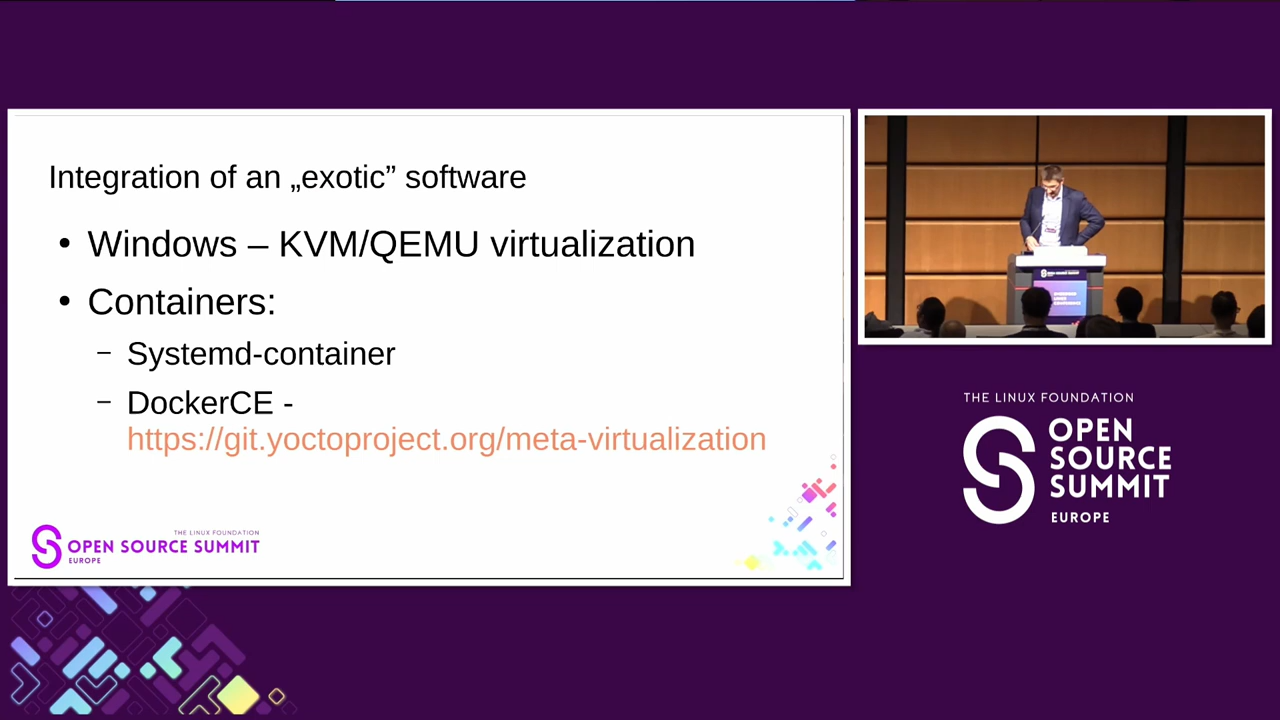 Integration of an „exotic” software
• Windows – KVM/QEMU virtualization
• Containers:
– Systemd-container
– DockerCE -
https://git.yoctoproject.org/meta-virtualization
THE LINUX FOUNDATION
OPEN SOURCE SUMMIT
EUROPE
THE LINUX FOUNDATION
OPEN
SOURCE
SUMMIT
EUROPE